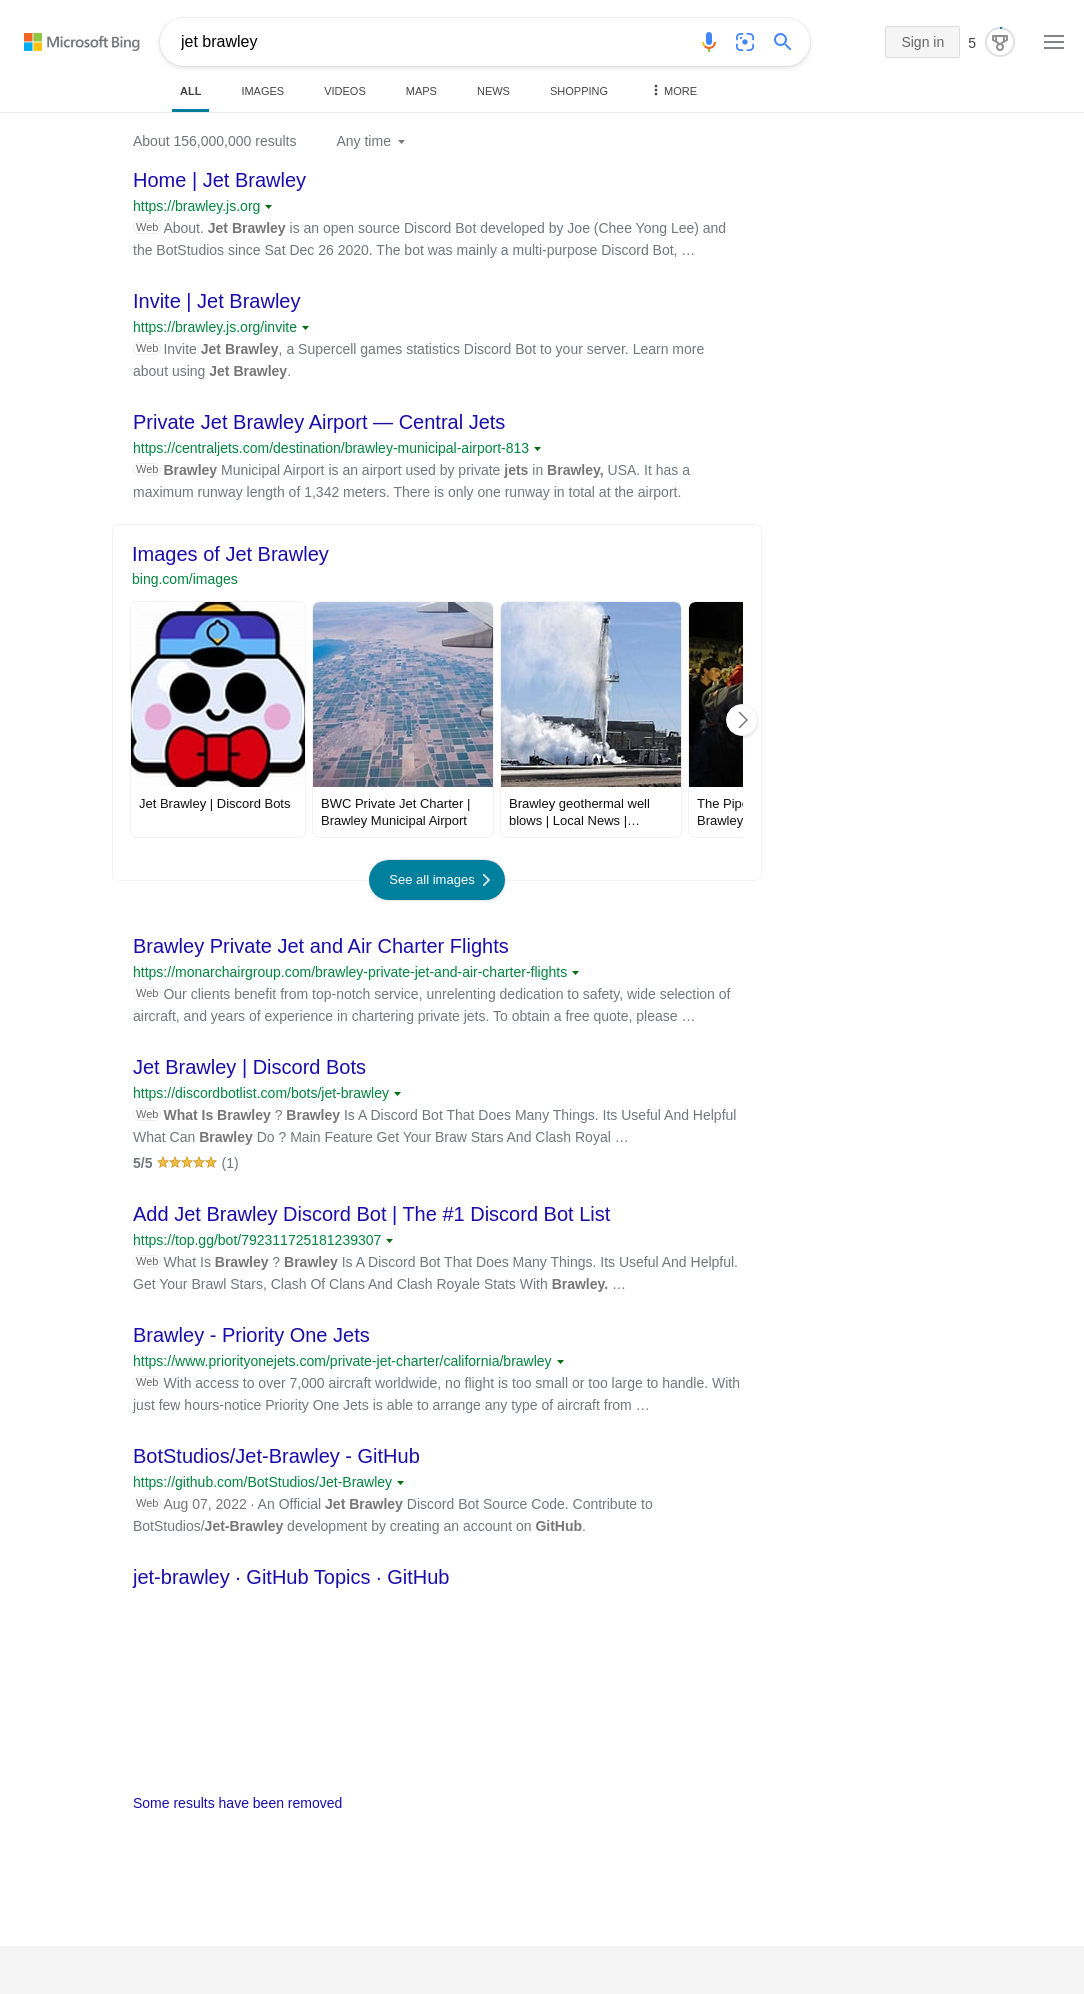 Microsoft Bing
jet brawley
Sign in
5
ALL
IMAGES
VIDEOS
MAPS
NEWS
SHOPPING
MORE
About 156,000,000 results
Any time
Home | Jet Brawley
https://brawley.js.org
Web About. Jet Brawley is an open source Discord Bot developed by Joe (Chee Yong Lee) and
the BotStudios since Sat Dec 26 2020. The bot was mainly a multi-purpose Discord Bot, …
Invite | Jet Brawley
https://brawley.js.org/invite
Web Invite Jet Brawley, a Supercell games statistics Discord Bot to your server. Learn more
about using Jet Brawley.
Private Jet Brawley Airport — Central Jets
https://centraljets.com/destination/brawley-municipal-airport-813
Web Brawley Municipal Airport is an airport used by private jets in Brawley, USA. It has a
maximum runway length of 1,342 meters. There is only one runway in total at the airport.
Images of Jet Brawley
bing.com/images
Jet Brawley | Discord Bots
BWC Private Jet Charter |
Brawley Municipal Airport
Brawley geothermal well
blows | Local News |…
The Pip
Brawley
See all images
Brawley Private Jet and Air Charter Flights
https://monarchairgroup.com/brawley-private-jet-and-air-charter-flights
Web Our clients benefit from top-notch service, unrelenting dedication to safety, wide selection of
aircraft, and years of experience in chartering private jets. To obtain a free quote, please …
Jet Brawley | Discord Bots
https://discordbotlist.com/bots/jet-brawley
Web What Is Brawley ? Brawley Is A Discord Bot That Does Many Things. Its Useful And Helpful
What Can Brawley Do ? Main Feature Get Your Braw Stars And Clash Royal …
5/5 (1)
Add Jet Brawley Discord Bot | The #1 Discord Bot List
https://top.gg/bot/792311725181239307
Web What Is Brawley ? Brawley Is A Discord Bot That Does Many Things. Its Useful And Helpful.
Get Your Brawl Stars, Clash Of Clans And Clash Royale Stats With Brawley. …
Brawley - Priority One Jets
https://www.priorityonejets.com/private-jet-charter/california/brawley
Web With access to over 7,000 aircraft worldwide, no flight is too small or too large to handle. With
just few hours-notice Priority One Jets is able to arrange any type of aircraft from …
BotStudios/Jet-Brawley - GitHub
https://github.com/BotStudios/Jet-Brawley
Web Aug 07, 2022 · An Official Jet Brawley Discord Bot Source Code. Contribute to
BotStudios/Jet-Brawley development by creating an account on GitHub.
jet-brawley · GitHub Topics · GitHub
Some results have been removed